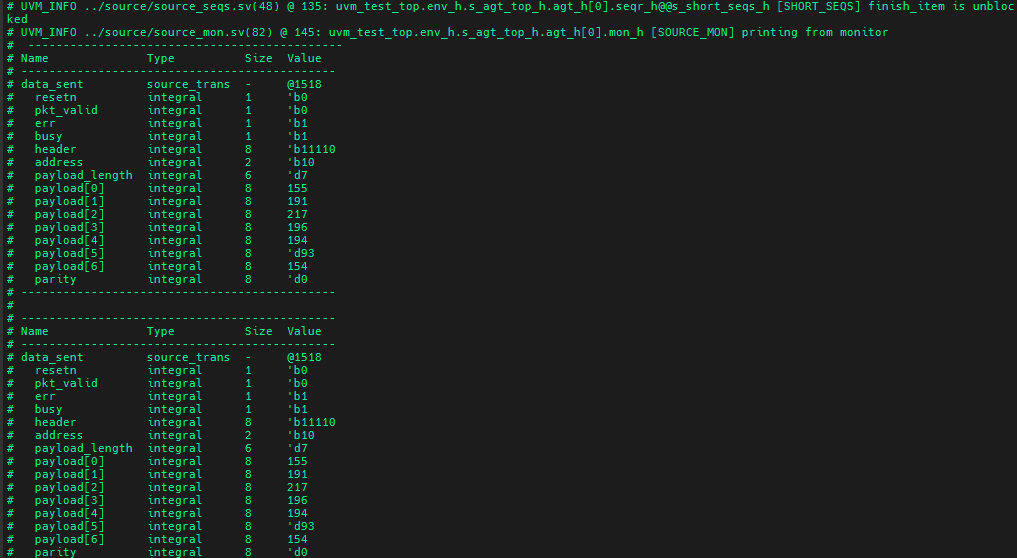 # UVM_INFO ../source/source_seqs.sv(48) @ 135: uvm_test_top.env_h.s_agt_top_h.agt_h[0].seqr_h@@s_short_seqs_h [SHORT_SEQS] finish_item is unbloc
ked
# UVM_INFO ../source/source_mon.sv(82) @ 145: uvm_test_top.env_h.s_agt_top_h.agt_h[0].mon_h [SOURCE_MON] printing from monitor
#  ---------------------------------------------
# Name              Type          Size  Value
# ---------------------------------------------
# data_sent         source_trans  -     @1518
#   resetn          integral      1     'b0
#   pkt_valid       integral      1     'b0
#   err             integral      1     'b1
#   busy            integral      1     'b1
#   header          integral      8     'b11110
#   address         integral      2     'b10
#   payload_length  integral      6     'd7
#   payload[0]      integral      8     155
#   payload[1]      integral      8     191
#   payload[2]      integral      8     217
#   payload[3]      integral      8     196
#   payload[4]      integral      8     194
#   payload[5]      integral      8     'd93
#   payload[6]      integral      8     154
#   parity          integral      8     'd0
# ---------------------------------------------
#
# ---------------------------------------------
# Name              Type          Size  Value
# ---------------------------------------------
# data_sent         source_trans  -     @1518
#   resetn          integral      1     'b0
#   pkt_valid       integral      1     'b0
#   err             integral      1     'b1
#   busy            integral      1     'b1
#   header          integral      8     'b11110
#   address         integral      2     'b10
#   payload_length  integral      6     'd7
#   payload[0]      integral      8     155
#   payload[1]      integral      8     191
#   payload[2]      integral      8     217
#   payload[3]      integral      8     196
#   payload[4]      integral      8     194
#   payload[5]      integral      8     'd93
#   payload[6]      integral      8     154
#   parity          integral      8     'd0